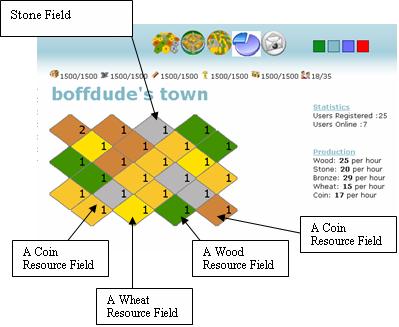 Stone Field
1500/1500 1500/1500 1500/1500 1500/1500 1500/1500 18/35
boffdude's town
Statistics
Users Registered :25
Users Online :7
Production
Wood: 25 per hour
Stone: 20 per hour
Bronze: 29 per hour
Wheat: 15 per hour
Coin: 17 per hour
2 1 1 1
1 1 1 1
1 1 1 1
1 1 1 1
1 1 1 1
1 1 1 1
A Coin
Resource Field
A Wheat
Resource Field
A Wood
Resource Field
A Coin
Resource Field